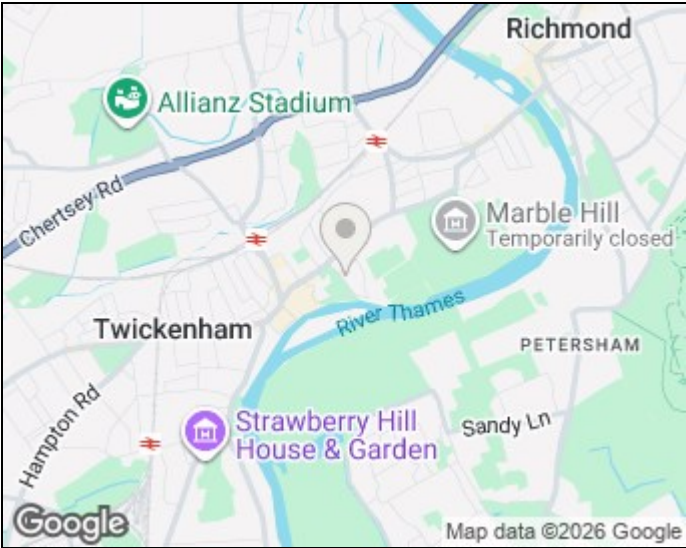 Richmond
Allianz Stadium
Chertsey Rd
Marble Hill
Temporarily closed
River Thames
Twickenham
PETERSHAM
Hampton Rd
Strawberry Hill
House & Garden
Sandy Ln
Google
Map data ©2026 Google